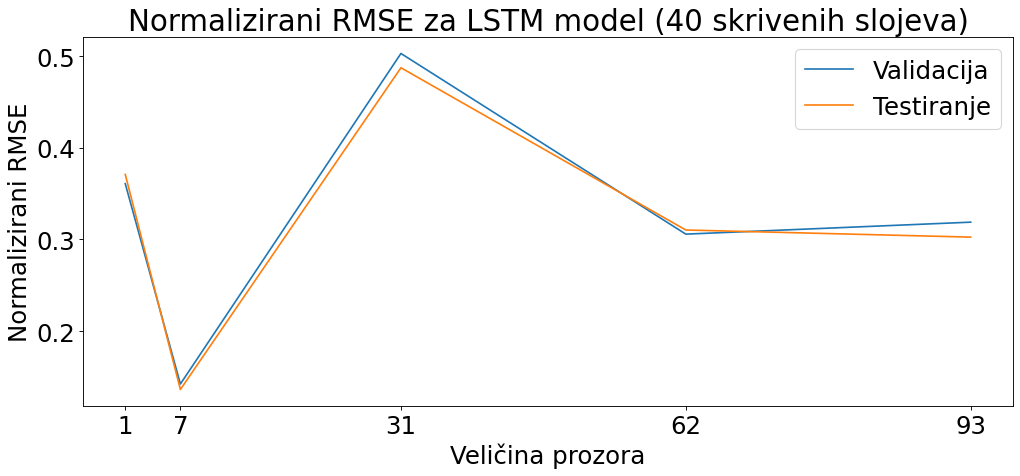 Normalizirani RMSE za LSTM model (40 skrivenih slojeva)
Validacija
Testiranje
Normalizirani RMSE
0.5
0.4
0.3
0.2
1 7 31 62 93
Veličina prozora